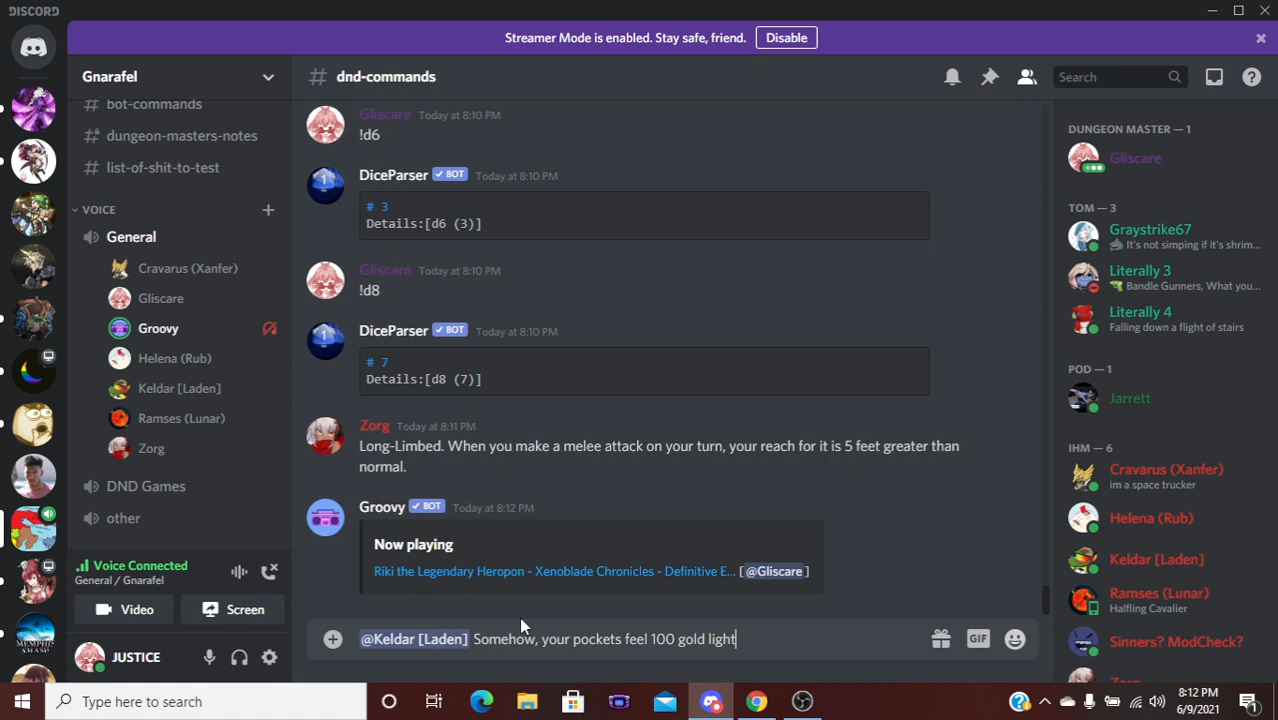 DISCORD
Streamer Mode is enabled. Stay safe, friend. Disable
Gnarafel
# dnd-commands
Search
# bot-commands
# dungeon-masters-notes
# list-of-shit-to-test
VOICE
General
Cravarus (Xanfer)
Gliscare
Groovy
Helena (Rub)
Keldar [Laden]
Ramses (Lunar)
Zorg
DND Games
other
Voice Connected
General / Gnarafel
Video
Screen
JUSTICE
Gliscare Today at 8:10 PM
!d6
DiceParser ✓ BOT Today at 8:10 PM
# 3
Details:[d6 (3)]
Gliscare Today at 8:10 PM
!d8
DiceParser ✓ BOT Today at 8:10 PM
# 7
Details:[d8 (7)]
Zorg Today at 8:11 PM
Long-Limbed. When you make a melee attack on your turn, your reach for it is 5 feet greater than
normal.
Groovy ✓ BOT Today at 8:12 PM
Now playing
Riki the Legendary Heropon - Xenoblade Chronicles - Definitive E... [@Gliscare]
@Keldar [Laden] Somehow, your pockets feel 100 gold light
GIF
DUNGEON MASTER — 1
Gliscare
TOM — 3
Graystrike67
It's not simping if it's shrim...
Literally 3
Bandle Gunners, What you...
Literally 4
Falling down a flight of stairs
POD — 1
Jarrett
IHM — 6
Cravarus (Xanfer)
im a space trucker
Helena (Rub)
Keldar [Laden]
Ramses (Lunar)
Halfling Cavalier
Sinners? ModCheck?
Zorg
MEMPHIS
SMASH
Type here to search
8:12 PM
6/9/2021
1